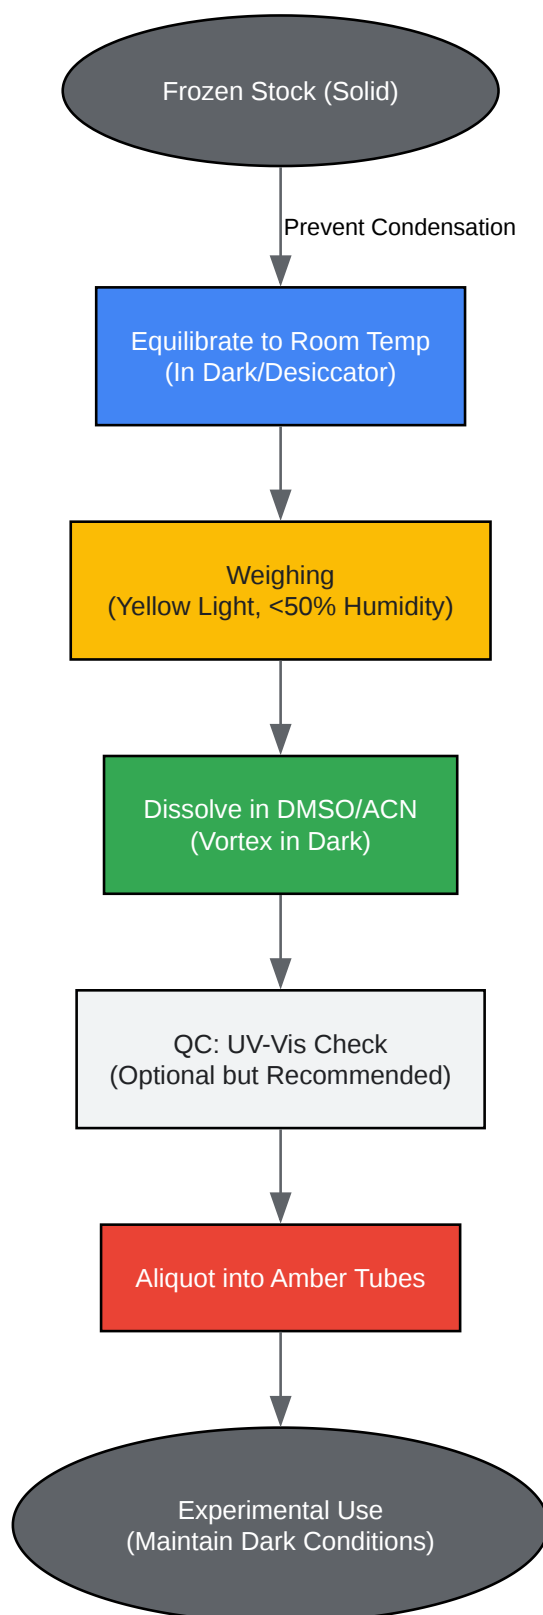 Frozen Stock (Solid)
Prevent Condensation
Equilibrate to Room Temp
(In Dark/Desiccator)
Weighing
(Yellow Light, <50% Humidity)
Dissolve in DMSO/ACN
(Vortex in Dark)
QC: UV-Vis Check
(Optional but Recommended)
Aliquot into Amber Tubes
Experimental Use
(Maintain Dark Conditions)